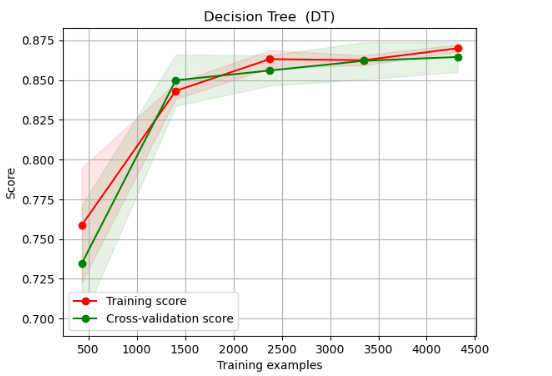 Decision Tree  (DT)
0.875
0.850
0.825
0.800
0.775
0.750
0.725
0.700
Score
Training score
Cross-validation score
500 1000 1500 2000 2500 3000 3500 4000 4500
Training examples